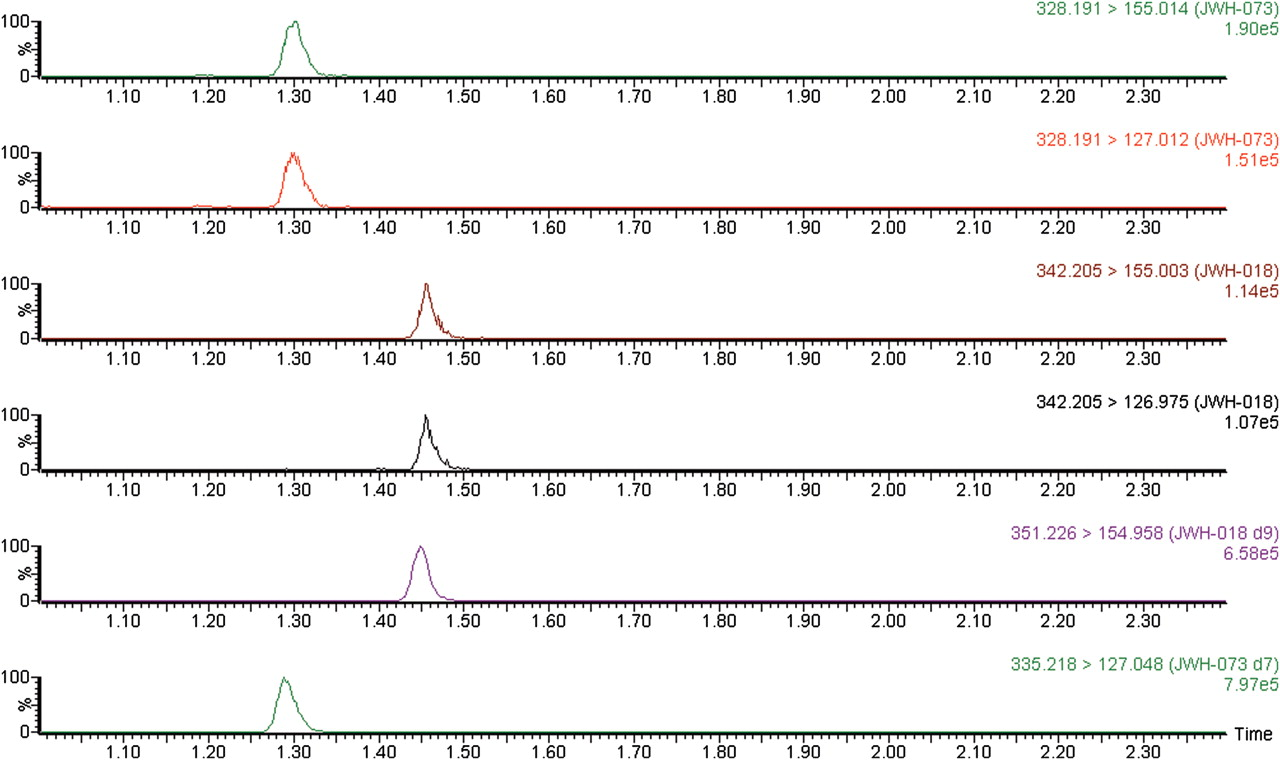 328.191 > 155.014 (JWH-073)
1.90e5
100
%
0
1.10 1.20 1.30 1.40 1.50 1.60 1.70 1.80 1.90 2.00 2.10 2.20 2.30
328.191 > 127.012 (JWH-073)
1.51e5
100
%
0
1.10 1.20 1.30 1.40 1.50 1.60 1.70 1.80 1.90 2.00 2.10 2.20 2.30
342.205 > 155.003 (JWH-018)
1.14e5
100
%
0
1.10 1.20 1.30 1.40 1.50 1.60 1.70 1.80 1.90 2.00 2.10 2.20 2.30
342.205 > 126.975 (JWH-018)
1.07e5
100
%
0
1.10 1.20 1.30 1.40 1.50 1.60 1.70 1.80 1.90 2.00 2.10 2.20 2.30
351.226 > 154.958 (JWH-018 d9)
6.58e5
100
%
0
1.10 1.20 1.30 1.40 1.50 1.60 1.70 1.80 1.90 2.00 2.10 2.20 2.30
335.218 > 127.048 (JWH-073 d7)
7.97e5
100
%
0
Time
1.10 1.20 1.30 1.40 1.50 1.60 1.70 1.80 1.90 2.00 2.10 2.20 2.30